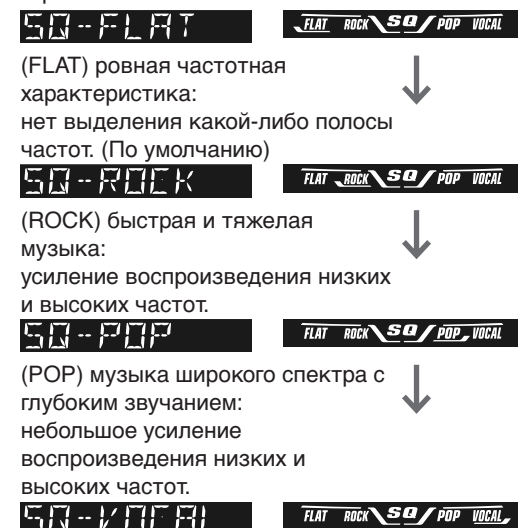 SQ-FLAT FLAT ROCK SQ POP VOCAL
(FLAT) ровная частотная
характеристика:
нет выделения какой-либо полосы
частот. (По умолчанию)
SQ-ROCK FLAT ROCK SQ POP VOCAL
(ROCK) быстрая и тяжелая
музыка:
усиление воспроизведения низких
и высоких частот.
SQ-POP FLAT ROCK SQ POP VOCAL
(POP) музыка широкого спектра с
глубоким звучанием:
небольшое усиление
воспроизведения низких и
высоких частот.
SQ-VOCAL FLAT ROCK SQ POP VOCAL